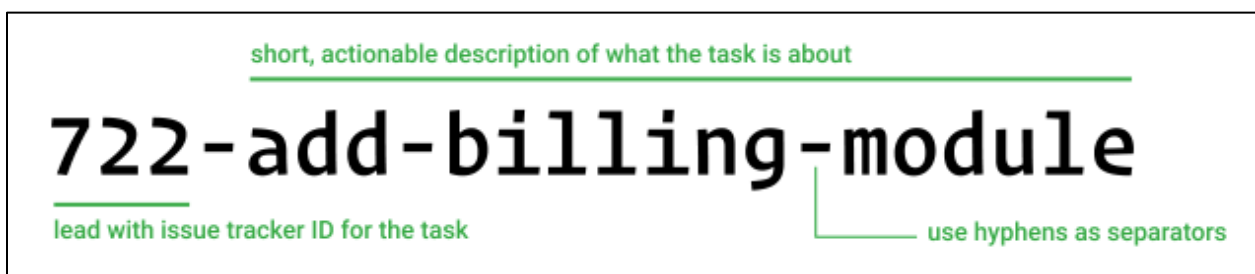 short, actionable description of what the task is about
722-add-billing-module
lead with issue tracker ID for the task
use hyphens as separators